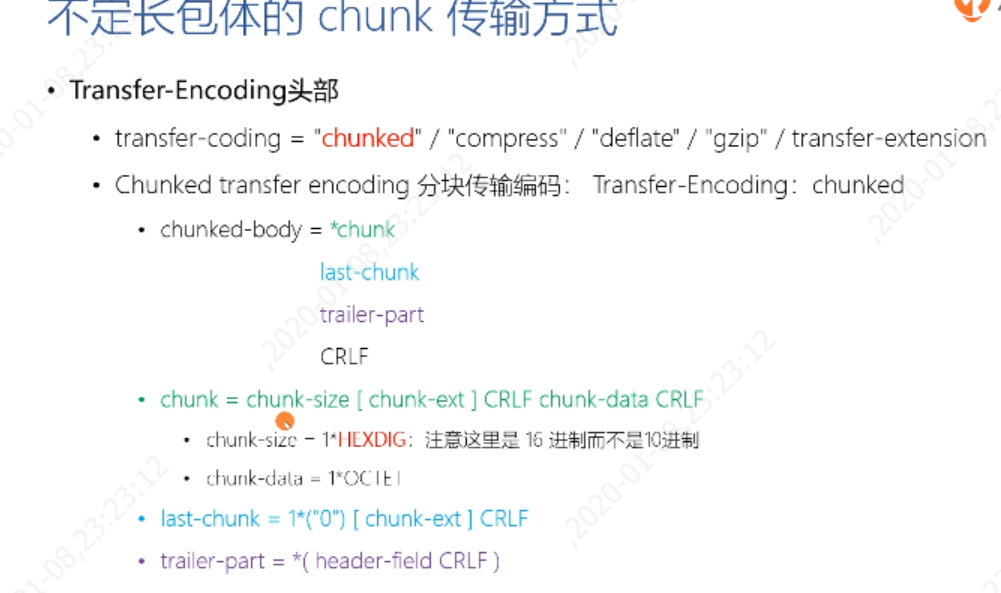 不定长包体的 chunk 传输方式
• Transfer-Encoding头部
• transfer-coding = "chunked" / "compress" / "deflate" / "gzip" / transfer-extension
• Chunked transfer encoding 分块传输编码： Transfer-Encoding：chunked
• chunked-body = *chunk
last-chunk
trailer-part
CRLF
• chunk = chunk-size [ chunk-ext ] CRLF chunk-data CRLF
• chunk-size = 1*HEXDIG：注意这里是 16 进制而不是10进制
• chunk-data = 1*OCTET
• last-chunk = 1*("0") [ chunk-ext ] CRLF
• trailer-part = *( header-field CRLF )
,2020-01-08,23:23:12